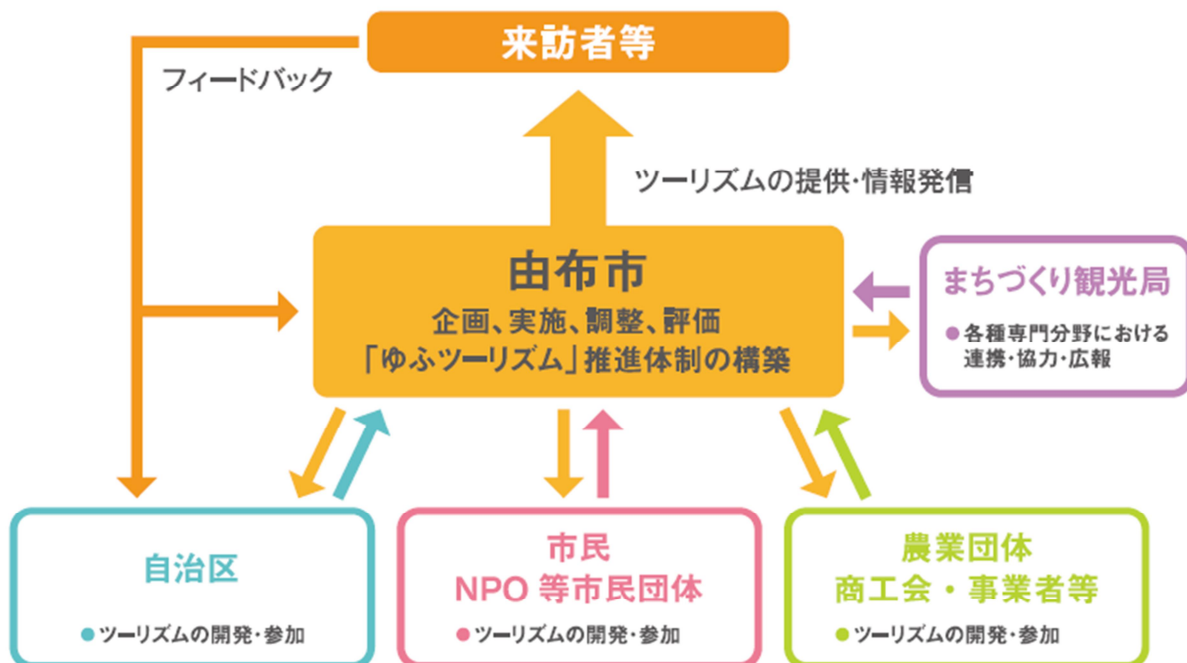 来訪者等
フィードバック
ツーリズムの提供・情報発信
由布市
企画、実施、調整、評価
「ゆふツーリズム」推進体制の構築
まちづくり観光局
●各種専門分野における
連携・協力・広報
自治区
●ツーリズムの開発・参加
市民
NPO 等市民団体
●ツーリズムの開発・参加
農業団体
商工会・事業者等
●ツーリズムの開発・参加